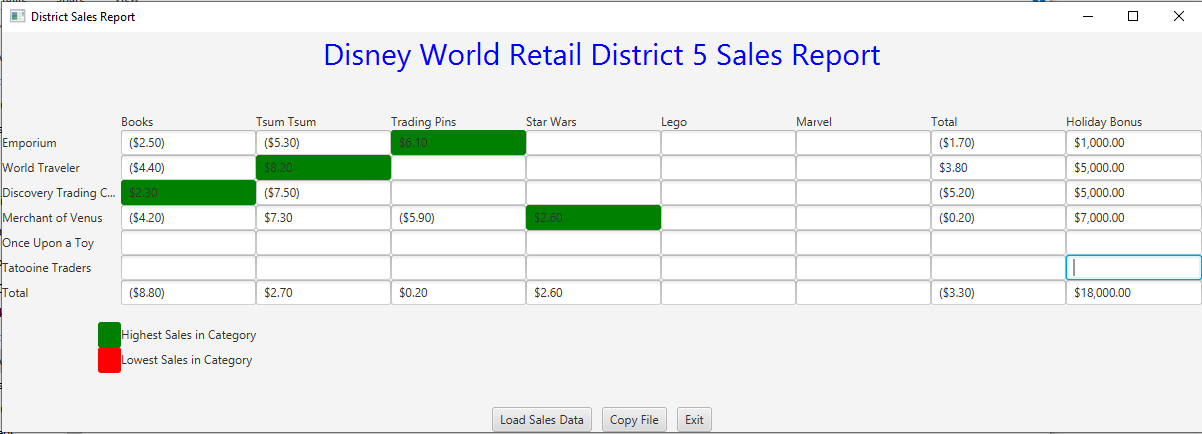 District Sales Report
Disney World Retail District 5 Sales Report
Books Tsum Tsum Trading Pins Star Wars Lego Marvel Total Holiday Bonus
Emporium ($2.50) ($5.30) $6.10 ($1.70) $1,000.00
World Traveler ($4.40) $8.20 $3.80 $5,000.00
Discovery Trading C... $2.30 ($7.50) ($5.20) $5,000.00
Merchant of Venus ($4.20) $7.30 ($5.90) $2.60 ($0.20) $7,000.00
Once Upon a Toy
Tatooine Traders
Total ($8.80) $2.70 $0.20 $2.60 ($3.30) $18,000.00
Highest Sales in Category
Lowest Sales in Category
Load Sales Data Copy File Exit